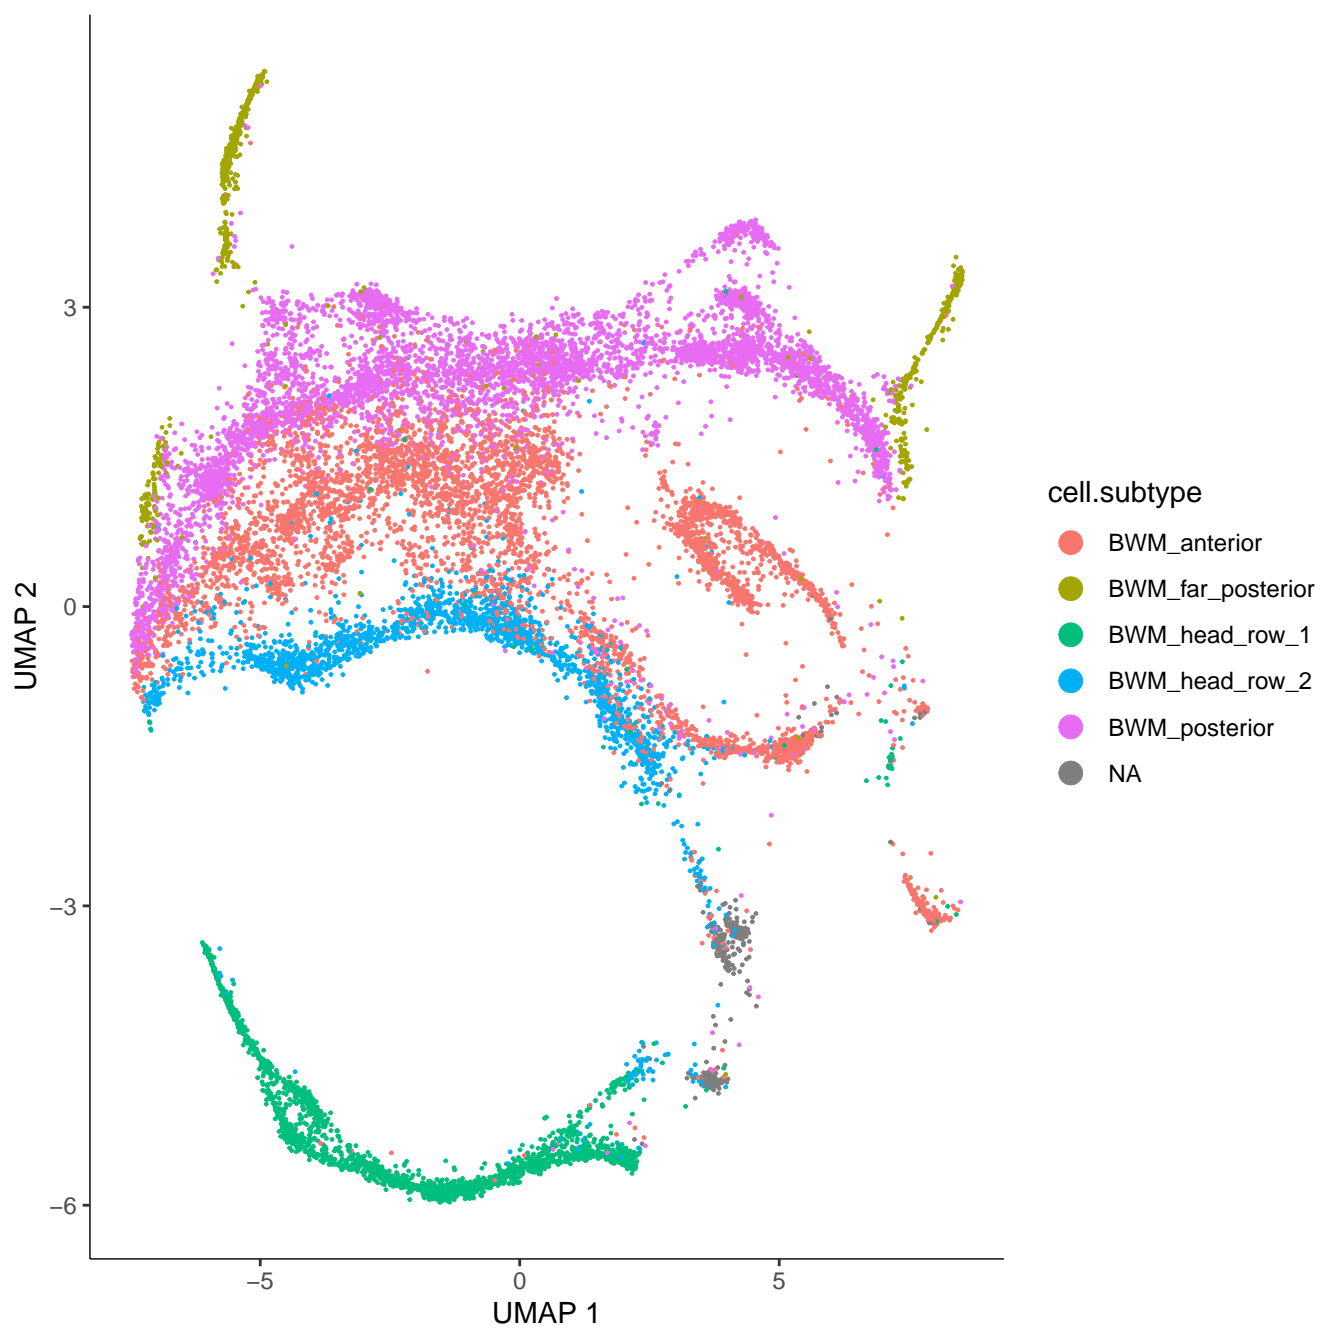 3
0
−3
−6
UMAP 2
−5
0
5
UMAP 1
cell.subtype
BWM_anterior
BWM_far_posterior
BWM_head_row_1
BWM_head_row_2
BWM_posterior
NA